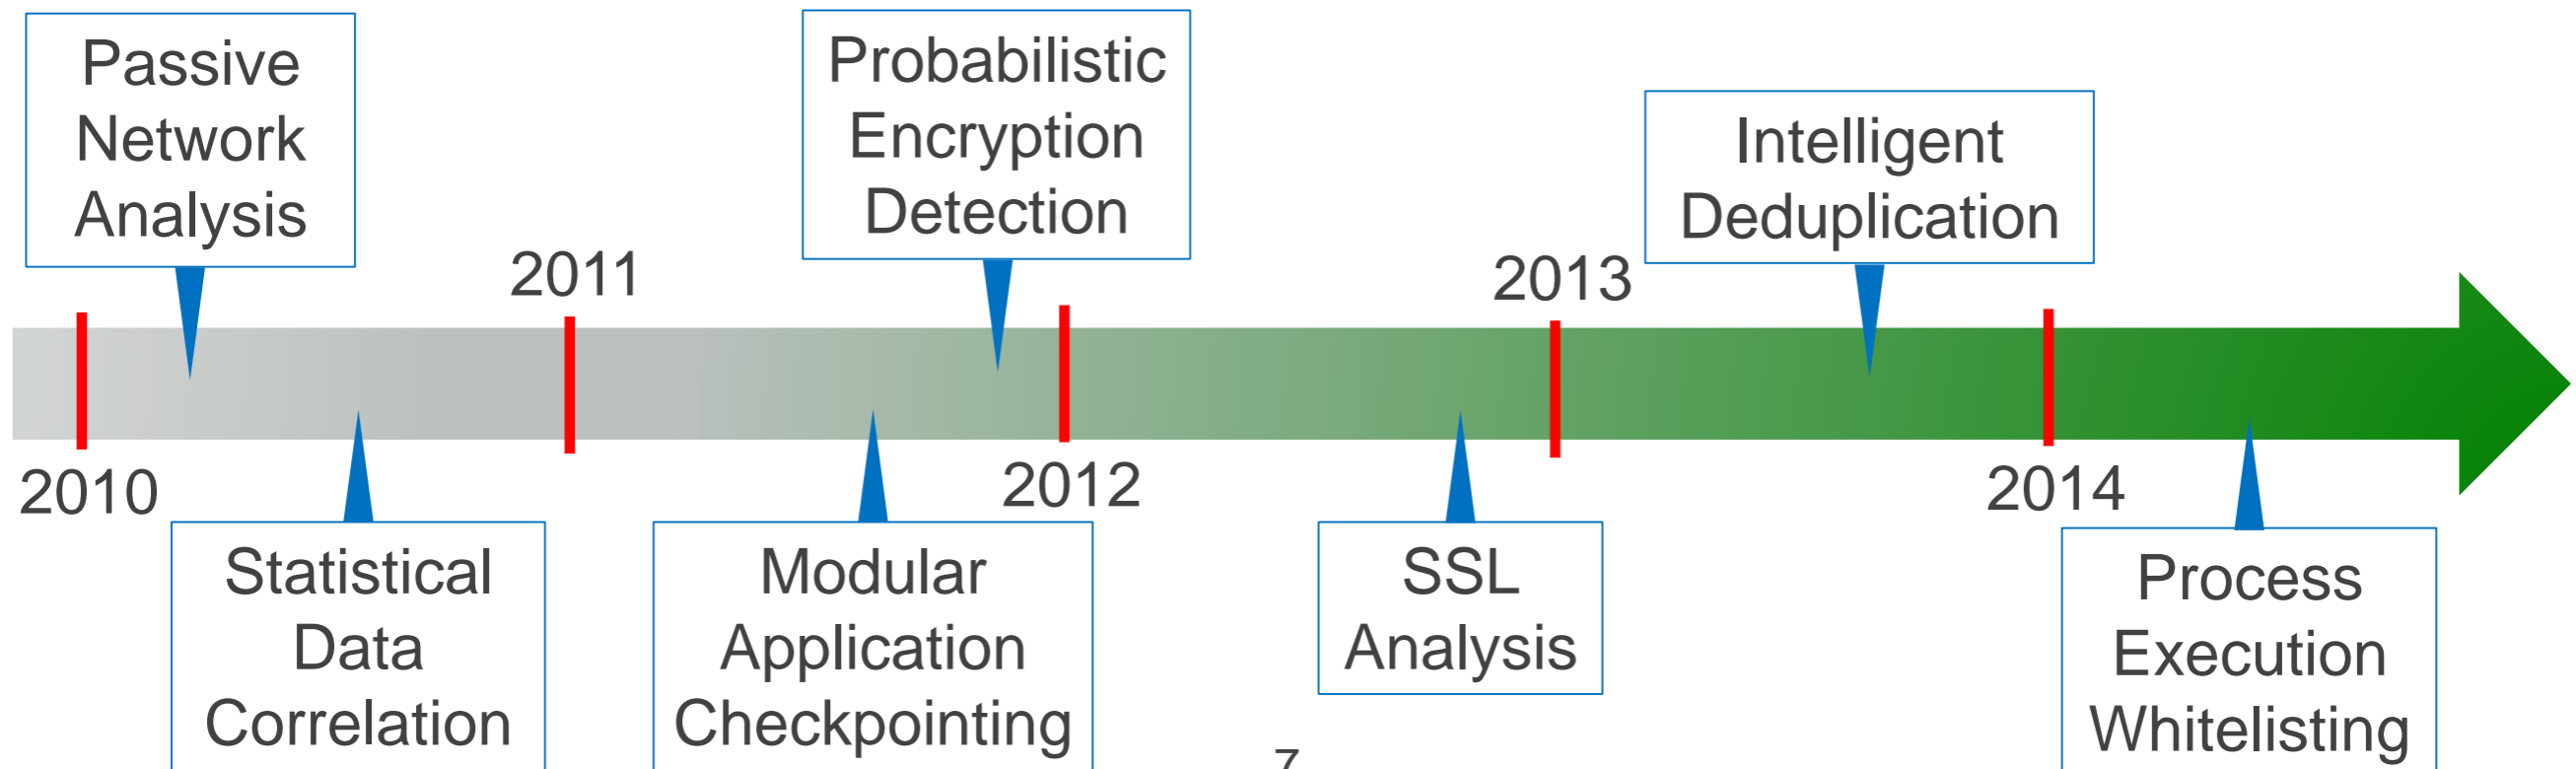 Passive
Network
Analysis
Probabilistic
Encryption
Detection
Intelligent
Deduplication
2011
2013
2010
2012
2014
Statistical
Data
Correlation
Modular
Application
Checkpointing
SSL
Analysis
Process
Execution
Whitelisting
7